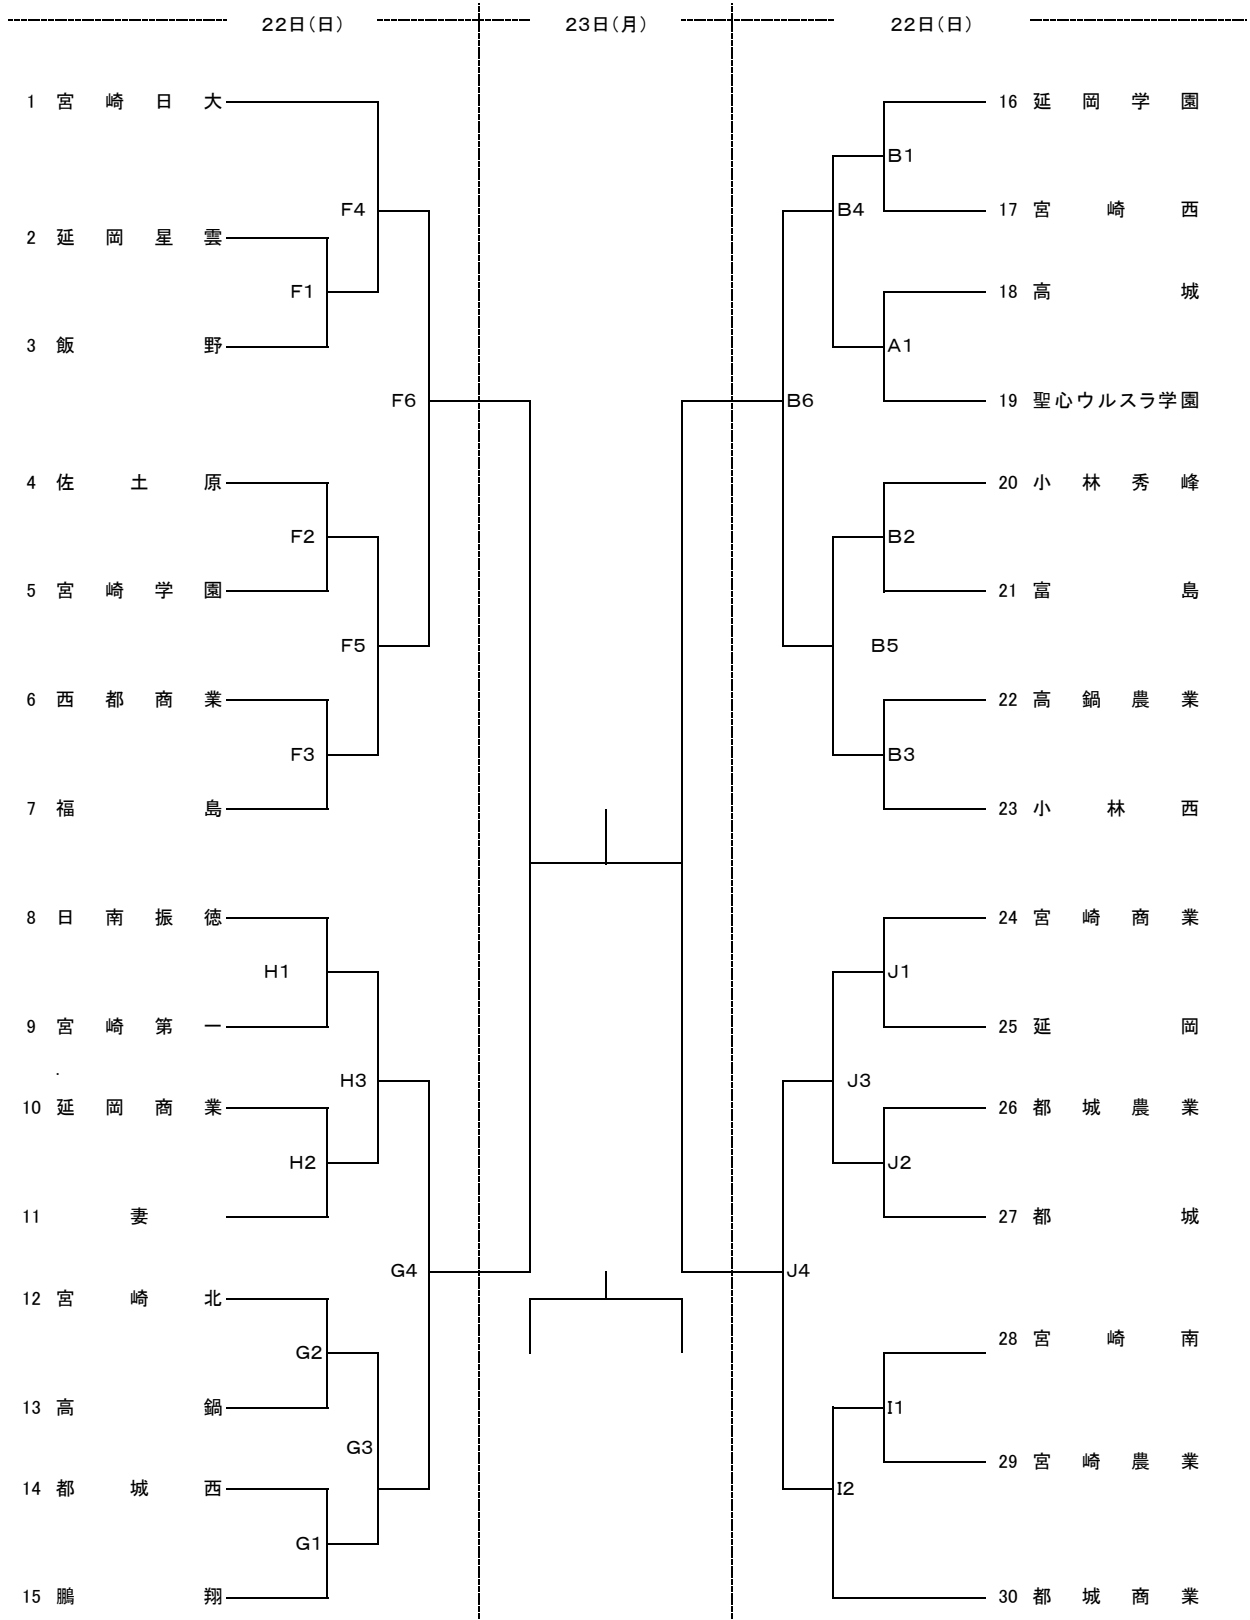 22日(日) 23日(月) 22日(日)
1 宮崎日大
F4
2 延岡星雲
F1
3 飯野
F6
4 佐土原
F2
5 宮崎学園
F5
6 西都商業
F3
7 福島
8 日南振徳
H1
9 宮崎第一
.
H3
10 延岡商業
H2
11 妻
G4
12 宮崎北
G2
13 高鍋
G3
14 都城西
G1
15 鵬翔
16 延岡学園
B1
B4
17 宮崎西
18 高城
A1
B6
19 聖心ウルスラ学園
20 小林秀峰
B2
21 富島
B5
22 高鍋農業
B3
23 小林西
24 宮崎商業
J1
25 延岡
J3
26 都城農業
J2
27 都城
J4
28 宮崎南
I1
29 宮崎農業
I2
30 都城商業